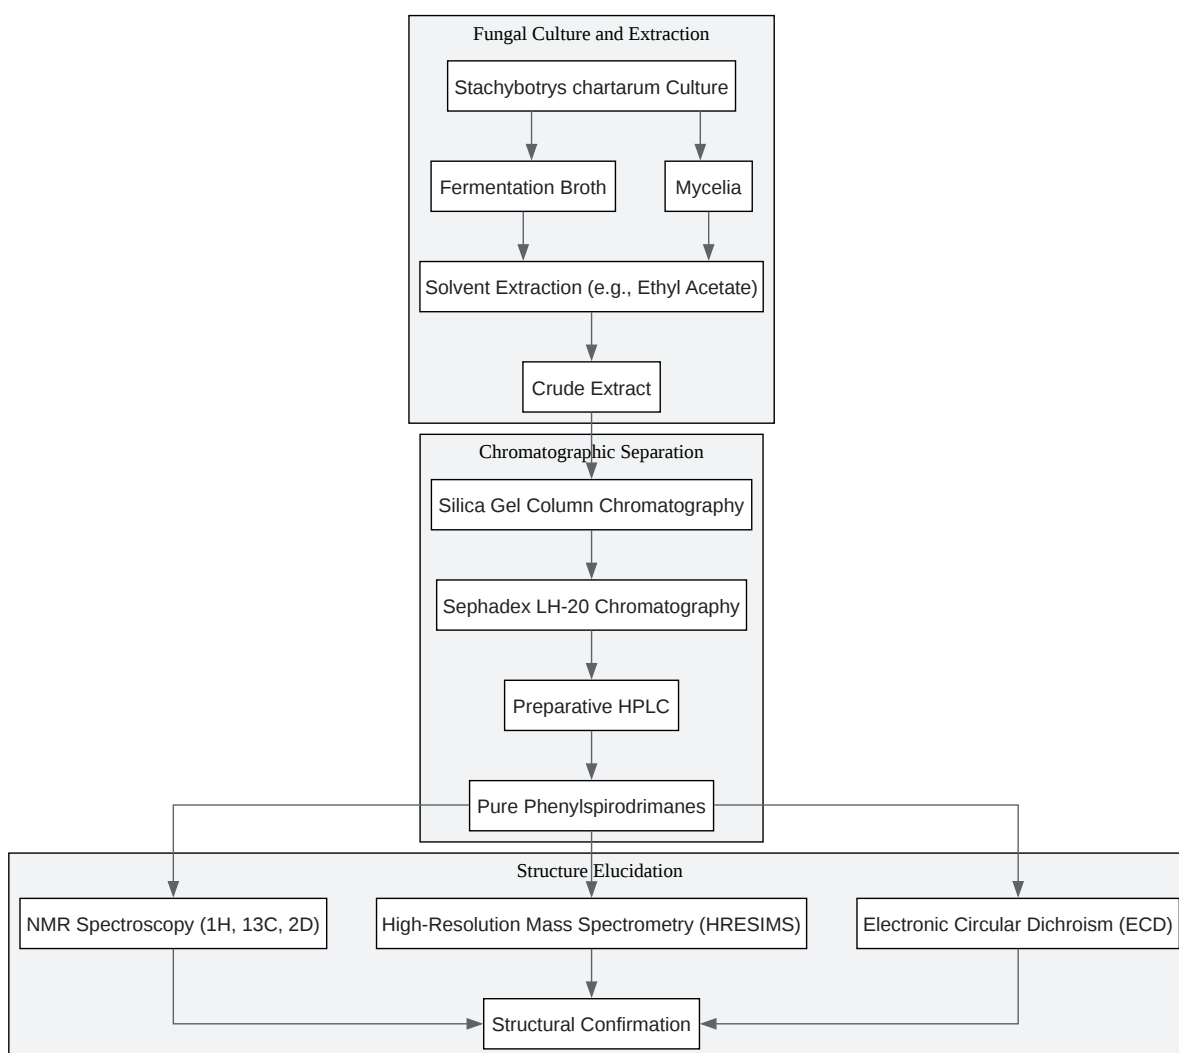 Fungal Culture and Extraction
Stachybotrys chartarum Culture
Fermentation Broth
Mycelia
Solvent Extraction (e.g., Ethyl Acetate)
Crude Extract
Chromatographic Separation
Silica Gel Column Chromatography
Sephadex LH-20 Chromatography
Preparative HPLC
Pure Phenylspirodrimanes
Structure Elucidation
NMR Spectroscopy (1H, 13C, 2D)
High-Resolution Mass Spectrometry (HRESIMS)
Electronic Circular Dichroism (ECD)
Structural Confirmation